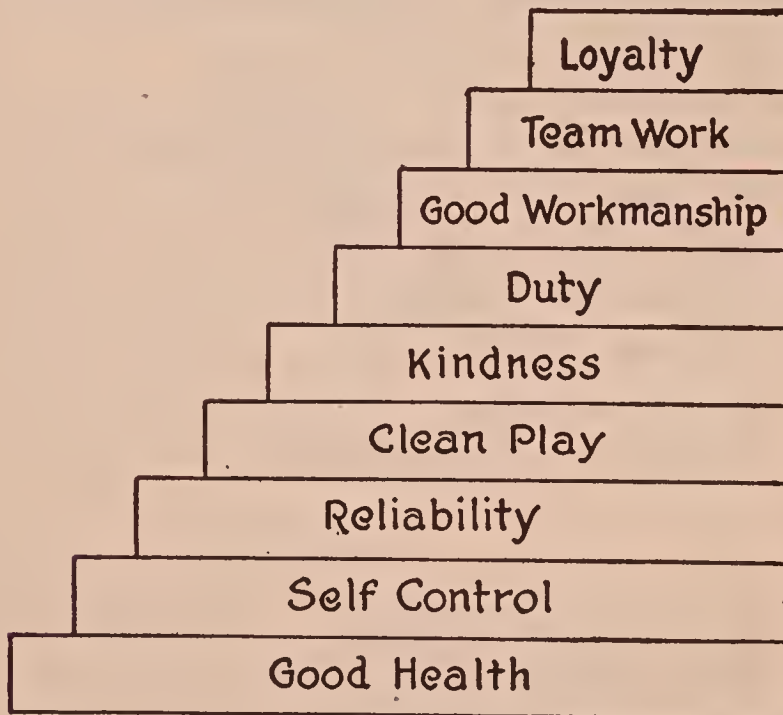 Loyalty
Team Work
Good Workmanship
Duty
Kindness
Clean Play
Reliability
Self Control
Good Health